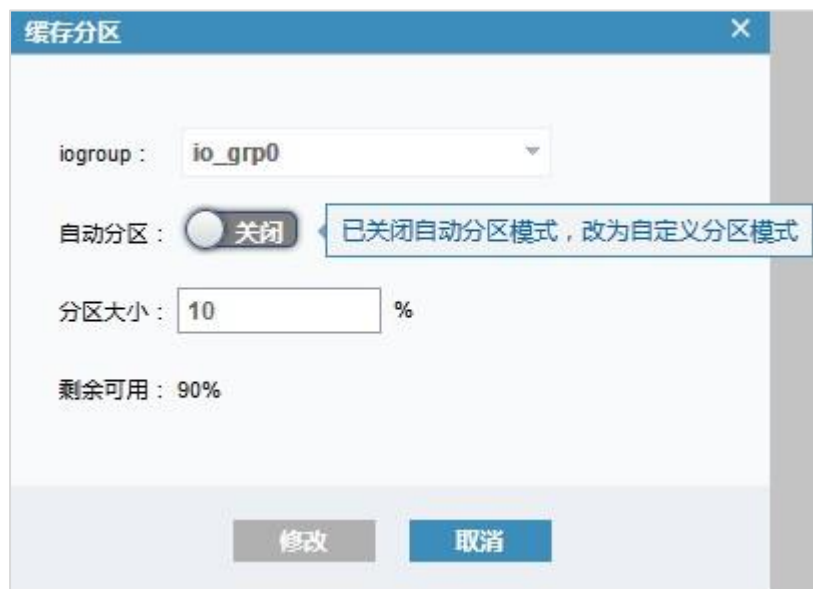 缓存分区
iogroup： io_grp0
自动分区： 关闭 已关闭自动分区模式，改为自定义分区模式
分区大小： 10 %
剩余可用： 90%
修改 取消